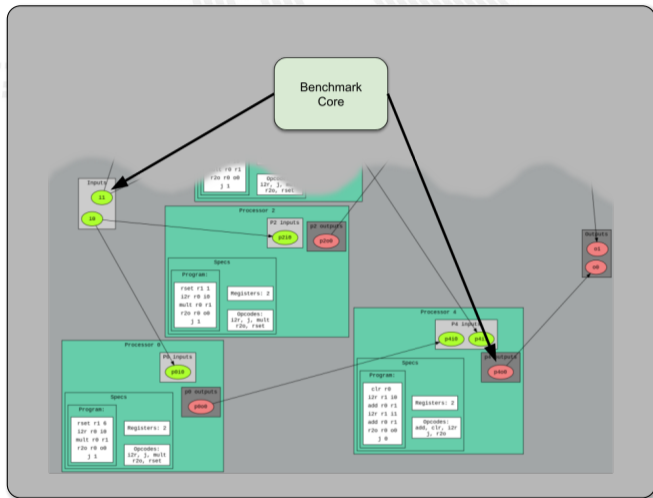 Benchmark
Core
Inputs
i1
i0
r2o r0 o0
j 1
r2o, rset
Processor 2
P2 inputs
p2i0
p2 outputs
p2o0
Specs
Program:
rset r1 1
i2r r0 i0
mult r0 r1
r2o r0 o0
j 1
Registers: 2
Opcodes:
i2r, j, mult
r2o, rset
Outputs
o1
o0
Processor 4
P4 inputs
p4i0
p4o0
Specs
Program:
clr r0
i2r r1 i0
add r0 r1
i2r r1 i1
add r0 r1
r2o r0 o0
j 0
Registers: 2
Opcodes:
add, clr, i2r
j, r2o
Processor 0
P0 inputs
p0i0
p0 outputs
p0o0
Specs
Program:
rset r1 6
i2r r0 i0
mult r0 r1
r2o r0 o0
j 1
Registers: 2
Opcodes:
i2r, j, mult
r2o, rset